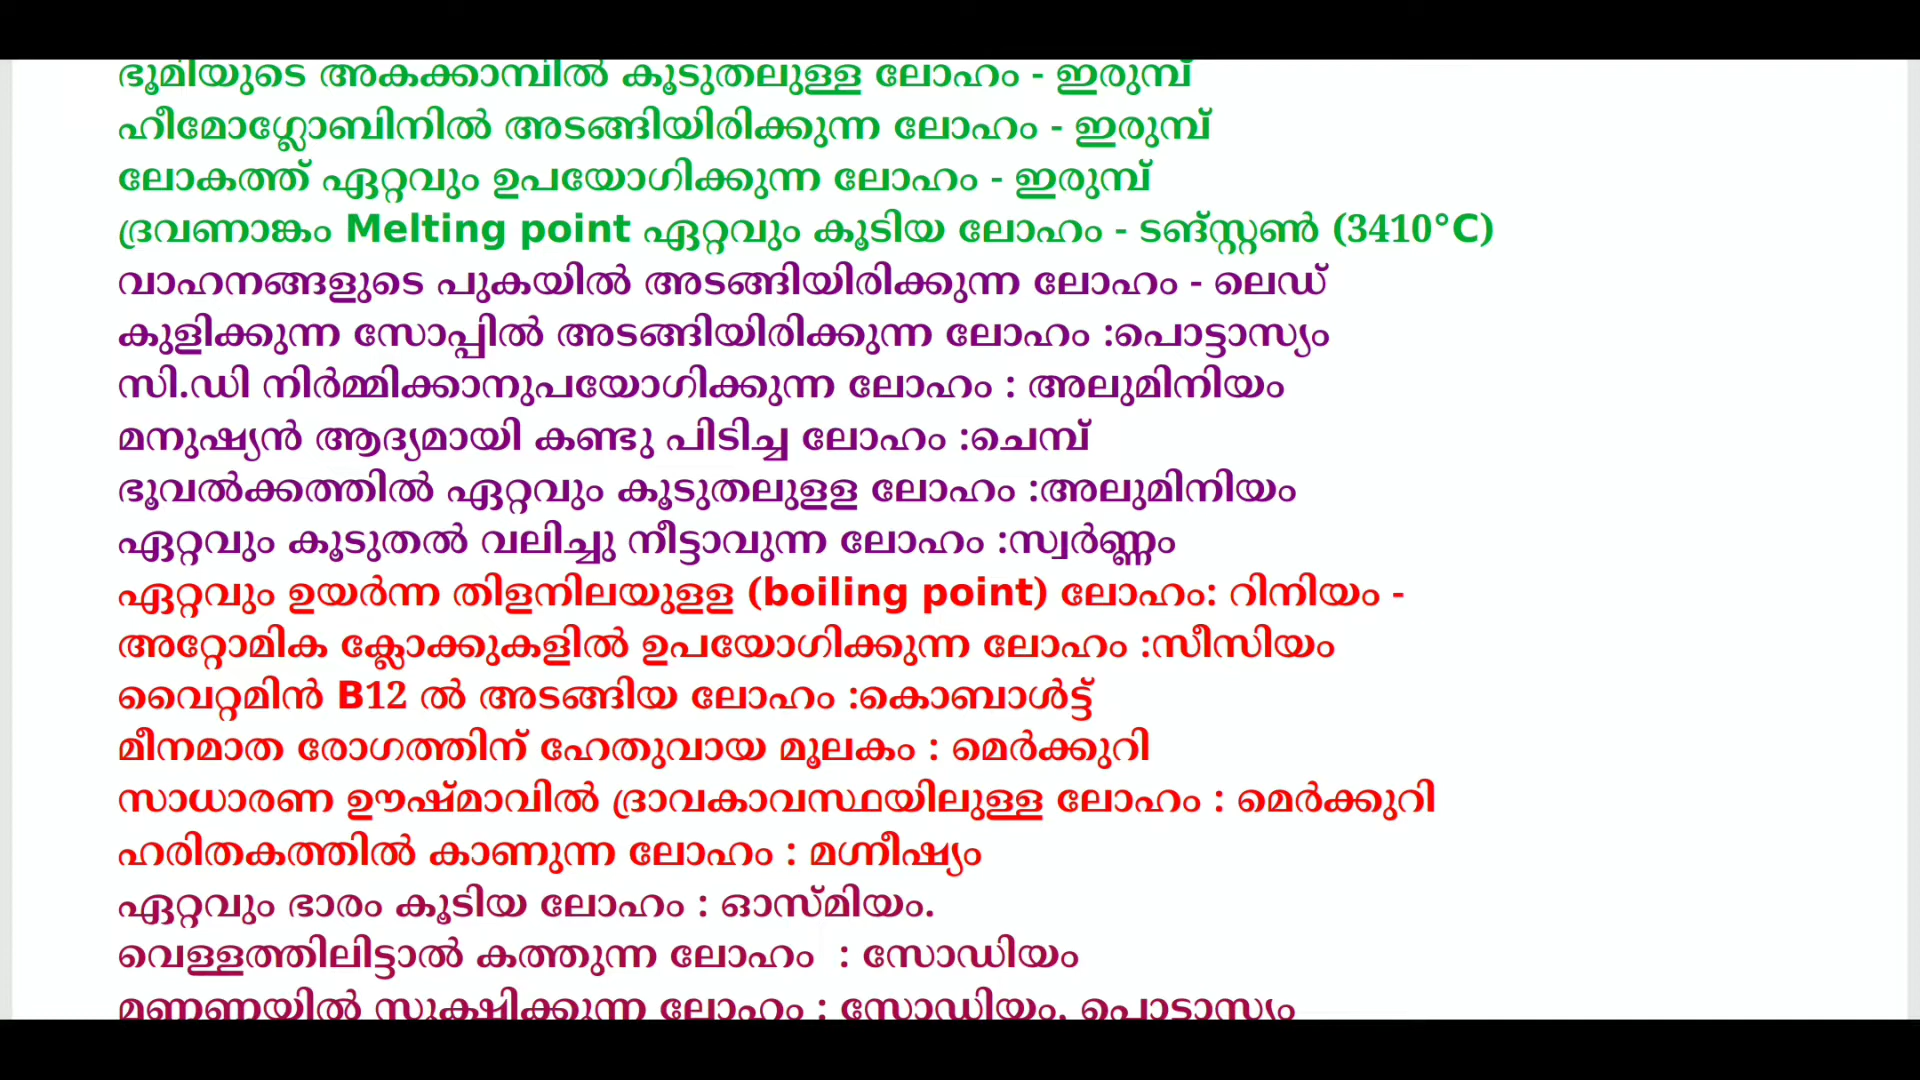 ഭൂമിയുടെ അകക്കാമ്പിൽ കൂടുതലുള്ള ലോഹം - ഇരുമ്പ്
ഹീമോഗ്ലോബിനിൽ അടങ്ങിയിരിക്കുന്ന ലോഹം - ഇരുമ്പ്
ലോകത്ത് ഏറ്റവും ഉപയോഗിക്കുന്ന ലോഹം - ഇരുമ്പ്
ദ്രവണാങ്കം Melting point ഏറ്റവും കൂടിയ ലോഹം - ടങ്സ്റ്റൺ (3410°C)
വാഹനങ്ങളുടെ പുകയിൽ അടങ്ങിയിരിക്കുന്ന ലോഹം - ലെഡ്
കുളിക്കുന്ന സോപ്പിൽ അടങ്ങിയിരിക്കുന്ന ലോഹം :പൊട്ടാസ്യം
സി.ഡി നിർമ്മിക്കാനുപയോഗിക്കുന്ന ലോഹം : അലുമിനിയം
മനുഷ്യൻ ആദ്യമായി കണ്ടു പിടിച്ച ലോഹം :ചെമ്പ്
ഭൂവൽക്കത്തിൽ ഏറ്റവും കൂടുതലുളള ലോഹം :അലുമിനിയം
ഏറ്റവും കൂടുതൽ വലിച്ചു നീട്ടാവുന്ന ലോഹം :സ്വർണ്ണം
ഏറ്റവും ഉയർന്ന തിളനിലയുളള (boiling point) ലോഹം: റിനിയം -
അറ്റോമിക ക്ലോക്കുകളിൽ ഉപയോഗിക്കുന്ന ലോഹം :സീസിയം
വൈറ്റമിൻ B12 ൽ അടങ്ങിയ ലോഹം :കൊബാൾട്ട്
മീനമാത രോഗത്തിന് ഹേതുവായ മൂലകം : മെർക്കുറി
സാധാരണ ഊഷ്മാവിൽ ദ്രാവകാവസ്ഥയിലുള്ള ലോഹം : മെർക്കുറി
ഹരിതകത്തിൽ കാണുന്ന ലോഹം : മഗ്നീഷ്യം
ഏറ്റവും ഭാരം കൂടിയ ലോഹം : ഓസ്മിയം.
വെള്ളത്തിലിട്ടാൽ കത്തുന്ന ലോഹം : സോഡിയം
മണണയിൽ സൂക്ഷിക്കുന്ന ലോഹം : സോഡിയം, പൊടാസ്യം